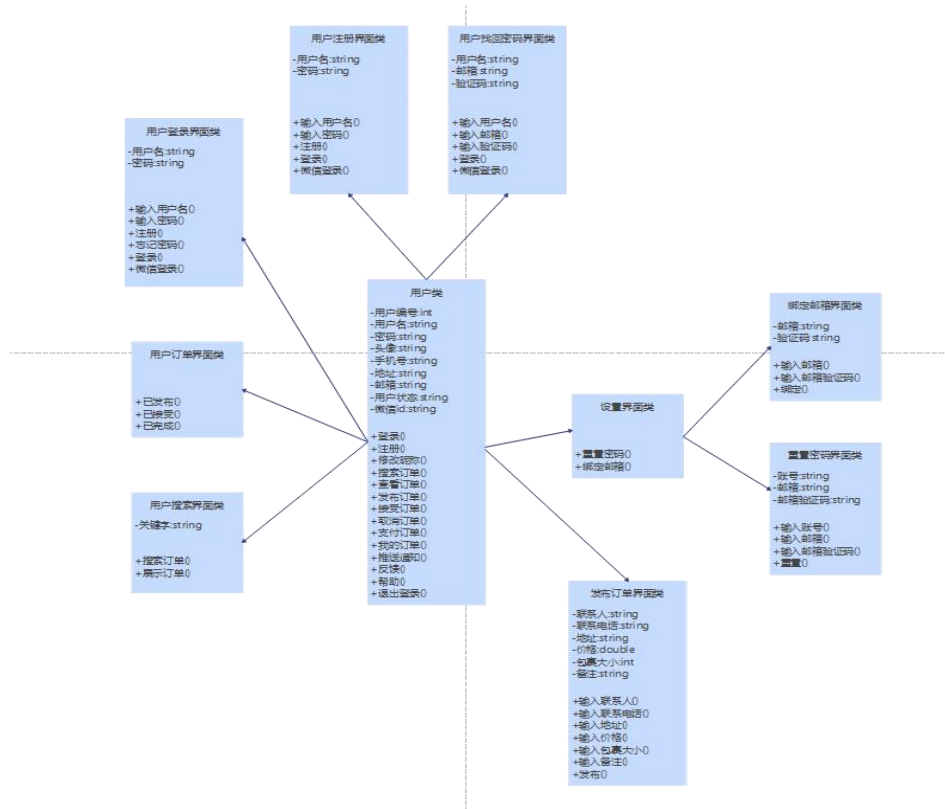 用户注册界面类
-用户名:string
-密码:string
+输入用户名()
+输入密码()
+注册()
+登录()
+微信登录()
用户找回密码界面类
-用户名:string
-邮箱:string
-验证码:string
+输入用户名()
+输入邮箱()
+输入验证码()
+登录()
+微信登录()
用户登录界面类
-用户名:string
-密码:string
+输入用户名()
+输入密码()
+注册()
+忘记密码()
+登录()
+微信登录()
用户订单界面类
+已发布()
+已接受()
+已完成()
用户搜索界面类
-关键字:string
+搜索订单()
+展示订单()
用户类
-用户编号:int
-用户名:string
-密码:string
-头像:string
-手机号:string
-地址:string
-邮箱:string
-用户状态:string
-微信id:string
+登录()
+注册()
+修改昵称()
+搜索订单()
+查看订单()
+发布订单()
+接受订单()
+取消订单()
+支付订单()
+我的订单()
+推送通知()
+反馈()
+帮助()
+退出登录()
设置界面类
+重置密码()
+绑定邮箱()
绑定邮箱界面类
-邮箱:string
-验证码:string
+输入邮箱()
+输入邮箱验证码()
+绑定()
重置密码界面类
-账号:string
-邮箱:string
-邮箱验证码:string
+输入账号()
+输入邮箱()
+输入邮箱验证码()
+重置()
发布订单界面类
-联系人:string
-联系电话:string
-地址:string
-价格:double
-包裹大小:int
-备注:string
+输入联系人()
+输入联系电话()
+输入地址()
+输入价格()
+输入包裹大小()
+输入备注()
+发布()